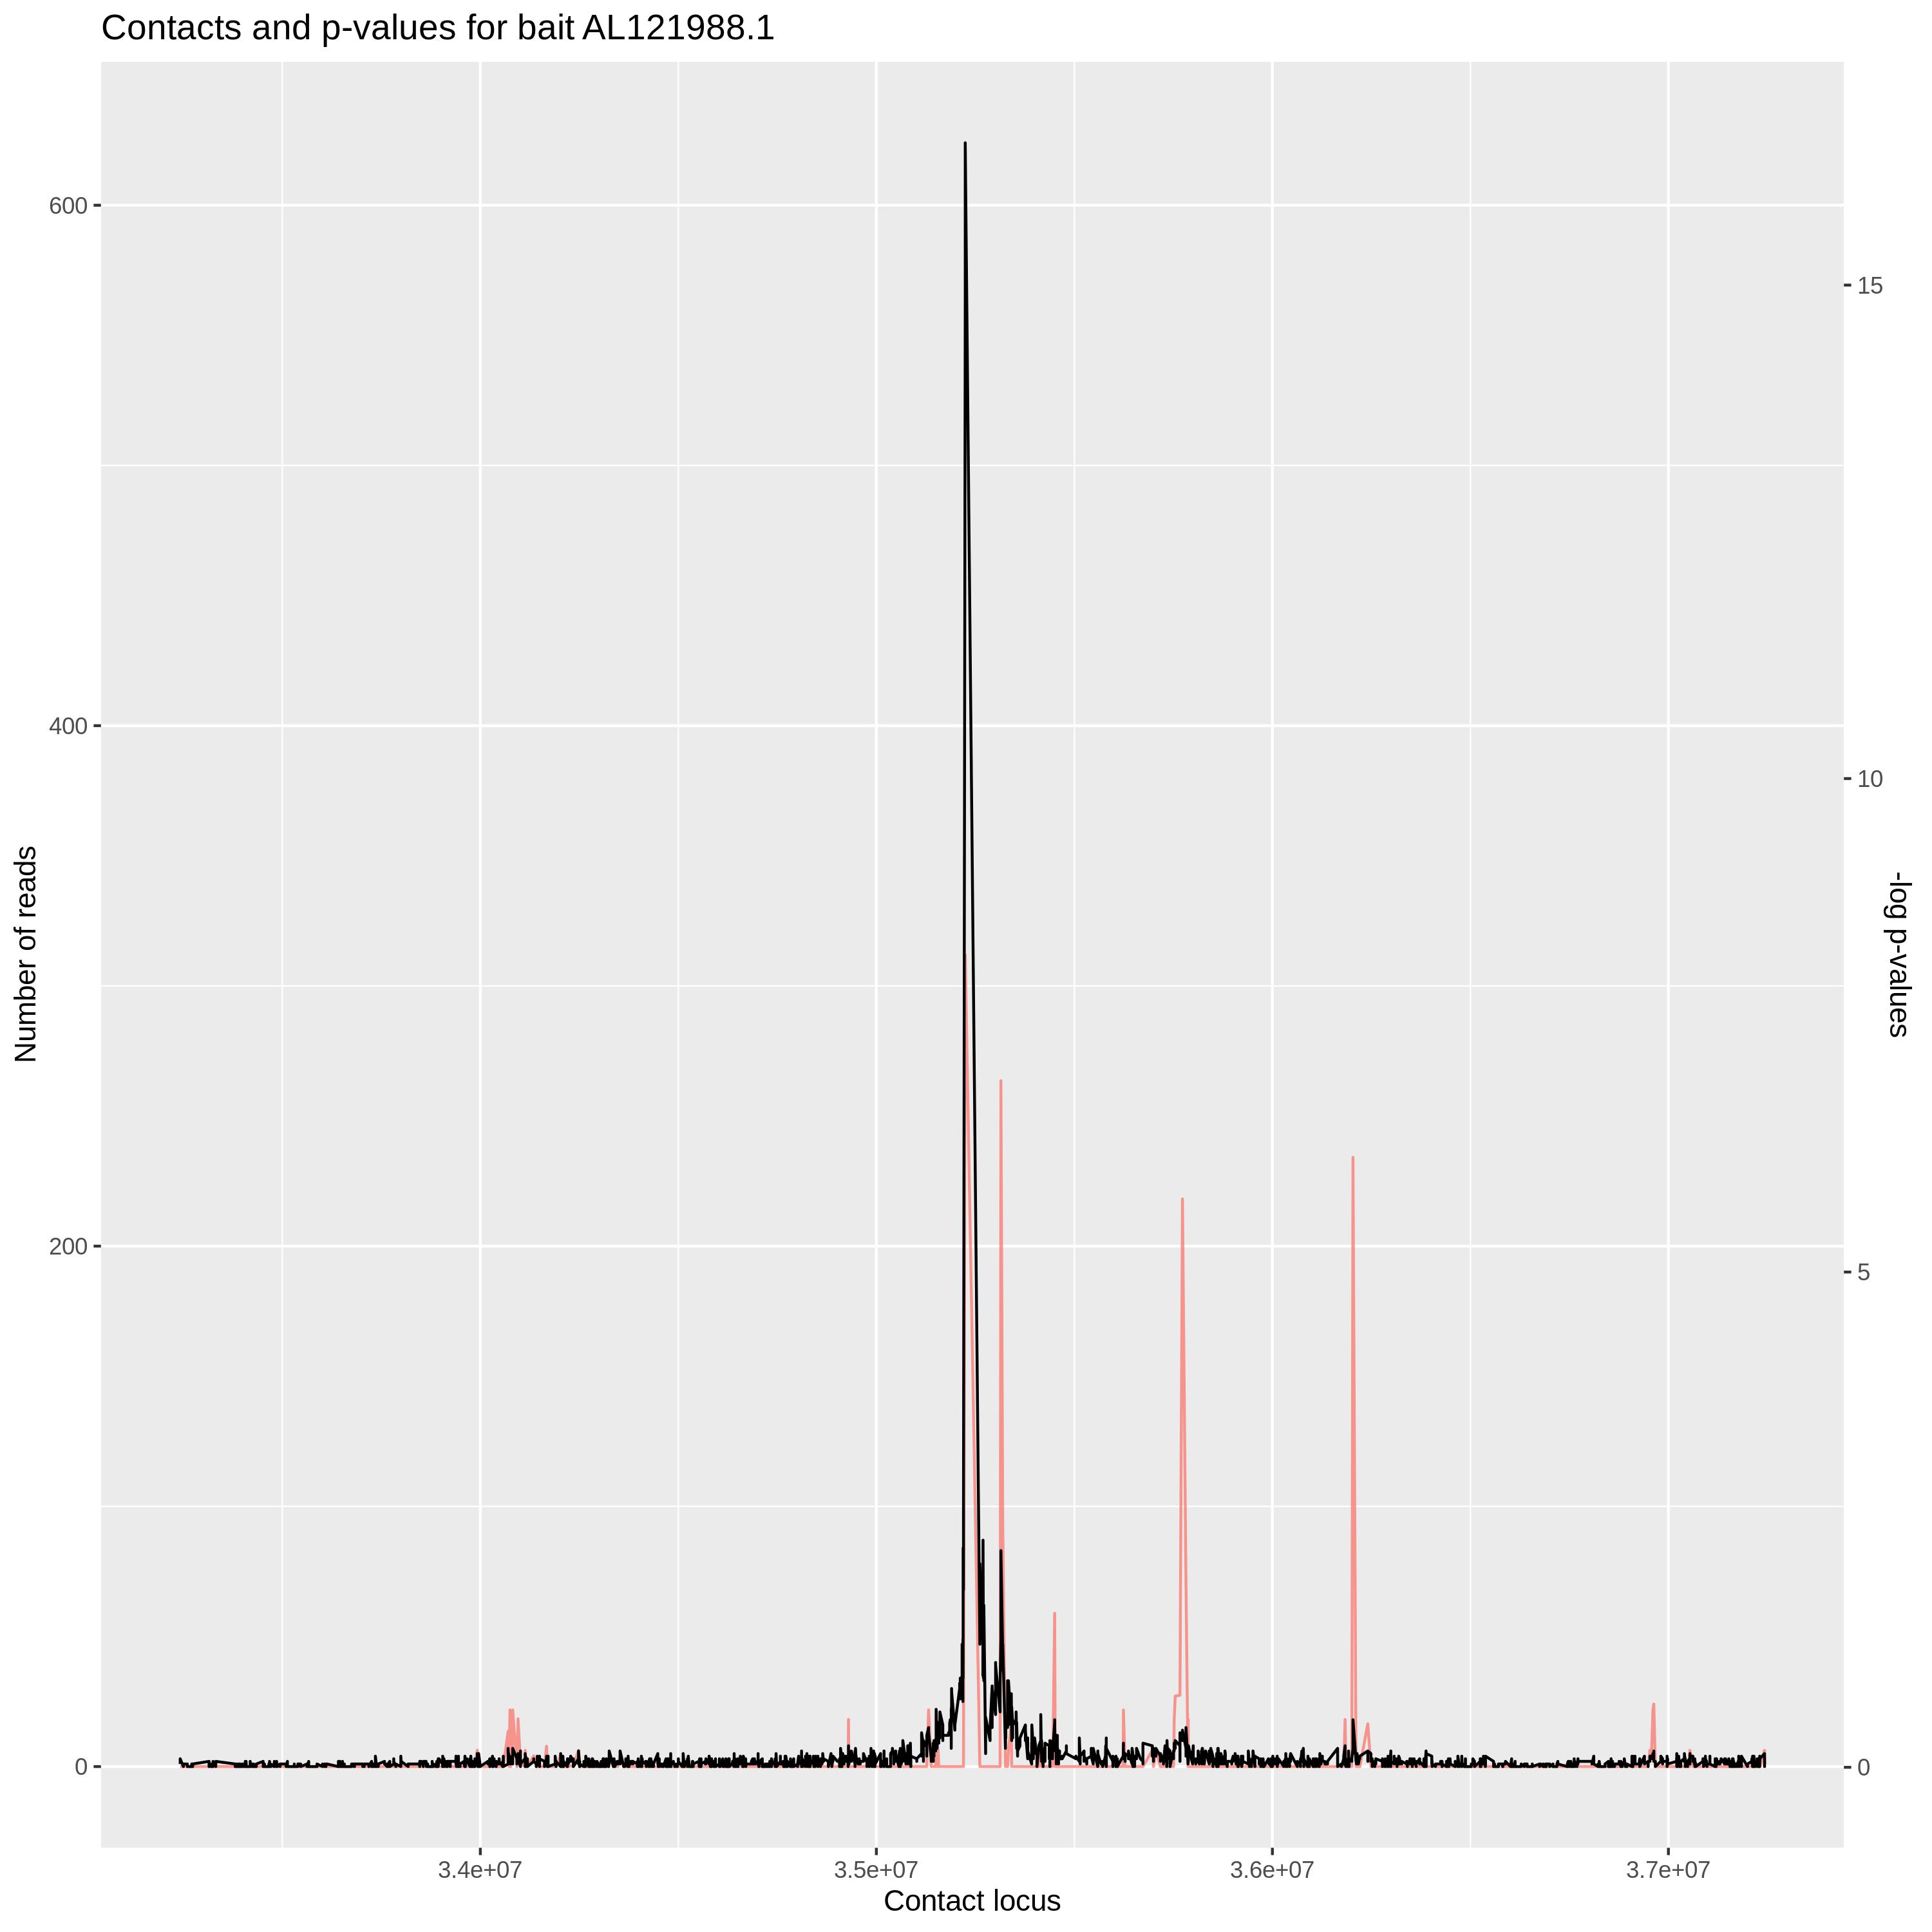 Contacts and p-values for bait AL121988.1
600
400
200
0
Number of reads
15
10
5
0
-log p-values
3.4e+07
3.5e+07
3.6e+07
3.7e+07
Contact locus